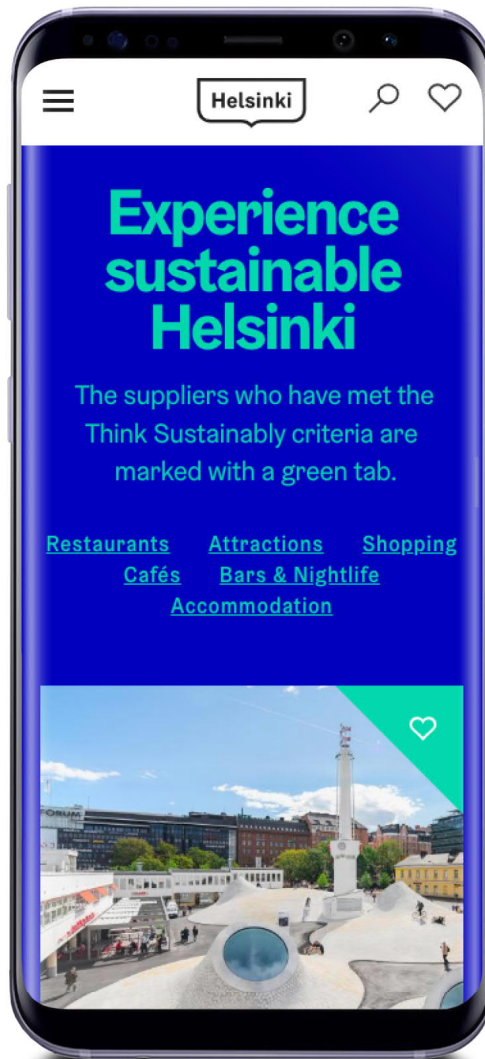 Helsinki
Experience
sustainable
Helsinki
The suppliers who have met the
Think Sustainably criteria are
marked with a green tab.
Restaurants Attractions Shopping
Cafés Bars & Nightlife
Accommodation
FORUM